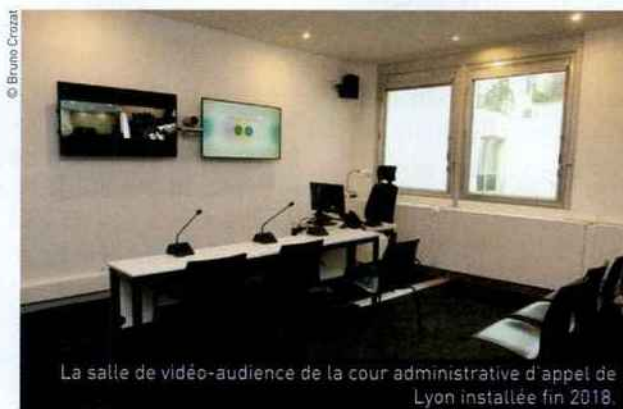 © Bruno Crozat
La salle de vidéo-audience de la cour administrative d'appel de
Lyon installée fin 2018.